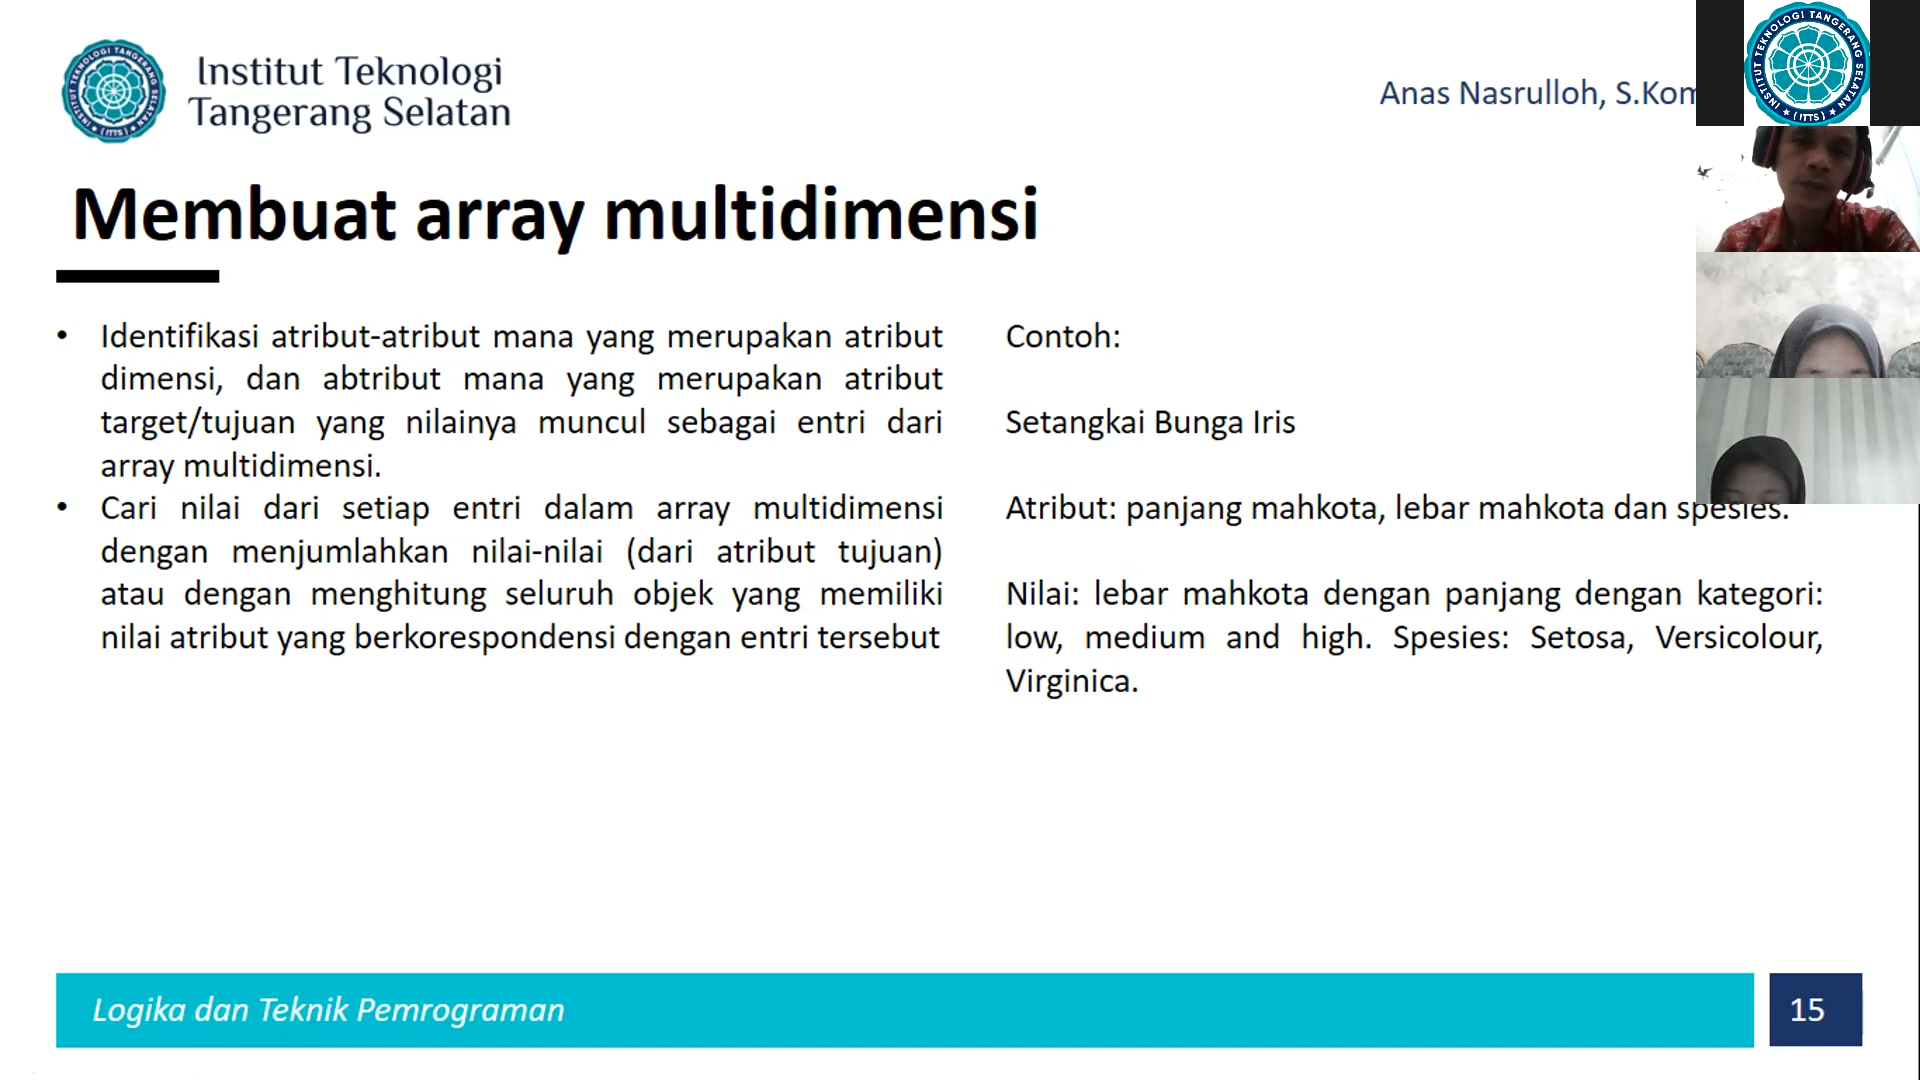 Institut Teknologi
Tangerang Selatan
Anas Nasrulloh, S.Kom
INSTITUT TEKNOLOGI TANGERANG SELATAN
(ITTS)
Membuat array multidimensi
• Identifikasi atribut-atribut mana yang merupakan atribut
dimensi, dan abtribut mana yang merupakan atribut
target/tujuan yang nilainya muncul sebagai entri dari
array multidimensi.
• Cari nilai dari setiap entri dalam array multidimensi
dengan menjumlahkan nilai-nilai (dari atribut tujuan)
atau dengan menghitung seluruh objek yang memiliki
nilai atribut yang berkorespondensi dengan entri tersebut
Contoh:
Setangkai Bunga Iris
Atribut: panjang mahkota, lebar mahkota dan spesies.
Nilai: lebar mahkota dengan panjang dengan kategori:
low, medium and high. Spesies: Setosa, Versicolour,
Virginica.
Logika dan Teknik Pemrograman
15